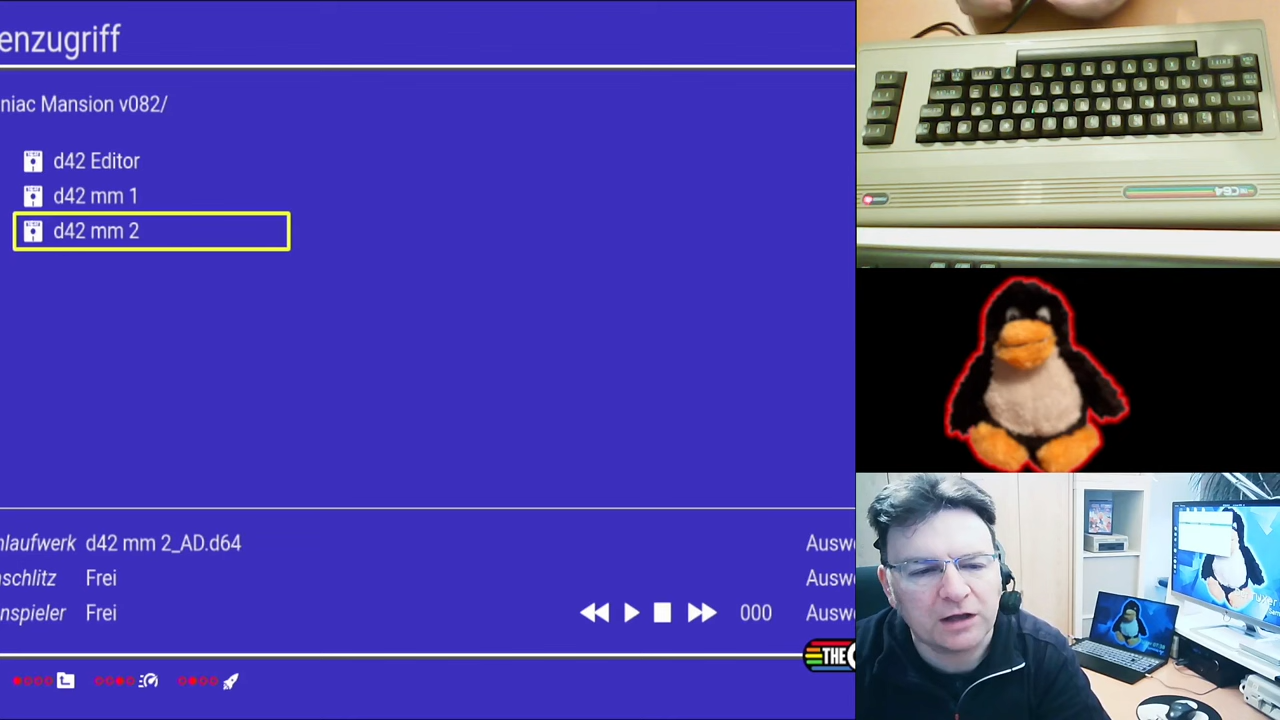 enzugriff
niac Mansion v082/
d42 Editor
d42 mm 1
d42 mm 2
laufwerk d42 mm 2_AD.d64
schlitz Frei
nspieler Frei
000
Ausw
Ausw
Ausw
THE
C64